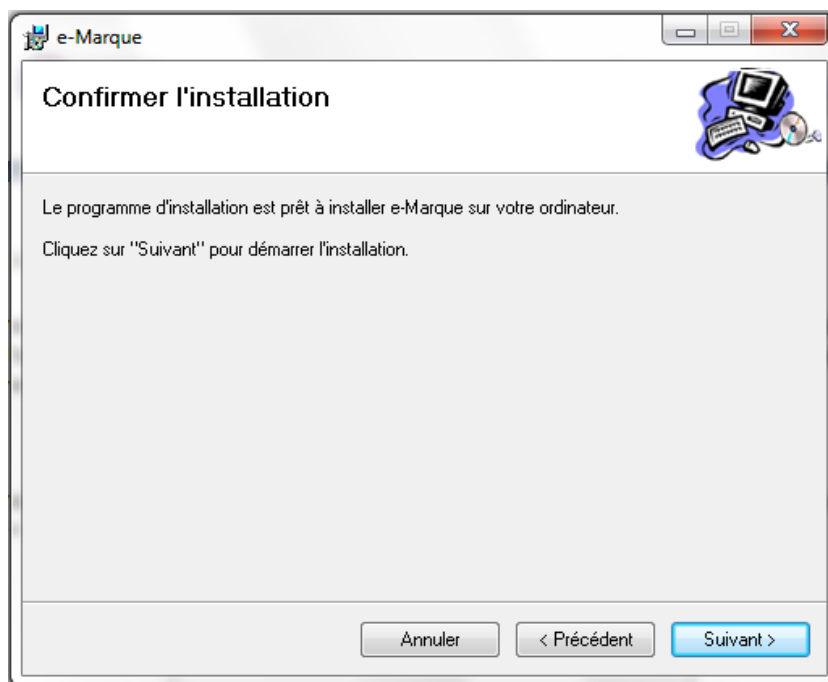 e-Marque
Confirmer l'installation
Le programme d'installation est prêt à installer e-Marque sur votre ordinateur.
Cliquez sur "Suivant" pour démarrer l'installation.
Annuler
< Précédent
Suivant >